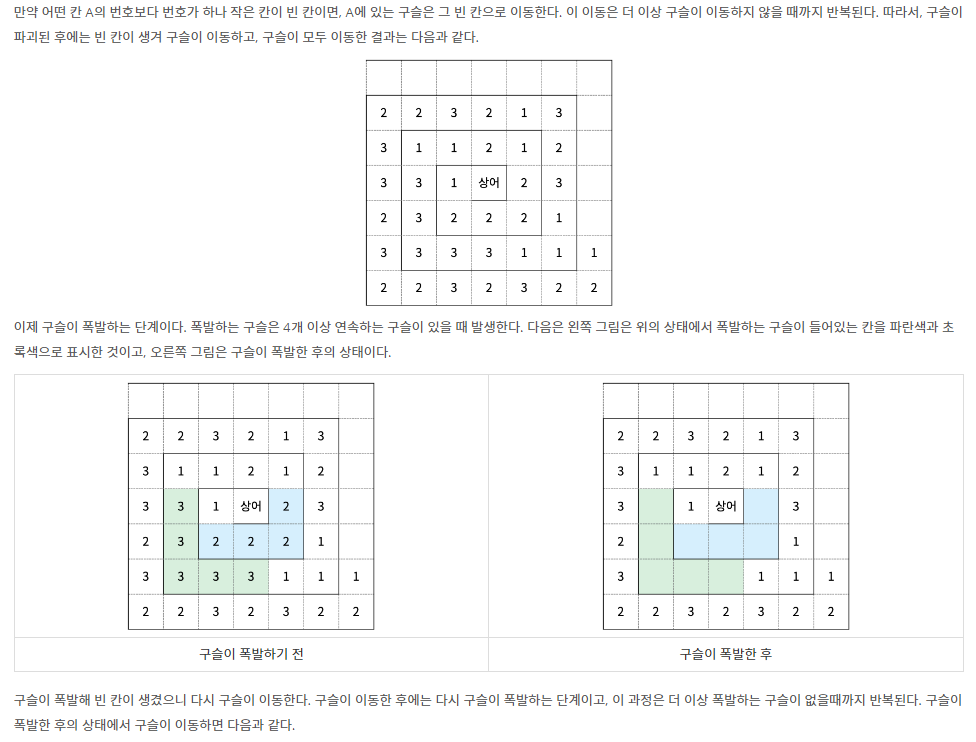 만약 어떤 칸 A의 번호보다 번호가 하나 작은 칸이 빈 칸이면, A에 있는 구슬은 그 빈 칸으로 이동한다. 이 이동은 더 이상 구슬이 이동하지 않을 때까지 반복된다. 따라서, 구슬이
파괴된 후에는 빈 칸이 생겨 구슬이 이동하고, 구슬이 모두 이동한 결과는 다음과 같다.
2 2 3 2 1 3
3 1 1 2 1 2
3 3 1 상어 2 3
2 3 2 2 2 1
3 3 3 3 1 1 1
2 2 3 2 3 2 2
이제 구슬이 폭발하는 단계이다. 폭발하는 구슬은 4개 이상 연속하는 구슬이 있을 때 발생한다. 다음은 왼쪽 그림은 위의 상태에서 폭발하는 구슬이 들어있는 칸을 파란색과 초
록색으로 표시한 것이고, 오른쪽 그림은 구슬이 폭발한 후의 상태이다.
2 2 3 2 1 3
3 1 1 2 1 2
3 3 1 상어 2 3
2 3 2 2 2 1
3 3 3 3 1 1 1
2 2 3 2 3 2 2
구슬이 폭발하기 전
2 2 3 2 1 3
3 1 1 2 1 2
3 1 상어 3
2 1
3 1 1 1
2 2 3 2 3 2 2
구슬이 폭발한 후
구슬이 폭발해 빈 칸이 생겼으니 다시 구슬이 이동한다. 구슬이 이동한 후에는 다시 구슬이 폭발하는 단계이고, 이 과정은 더 이상 폭발하는 구슬이 없을때까지 반복된다. 구슬이
폭발한 후의 상태에서 구슬이 이동하면 다음과 같다.